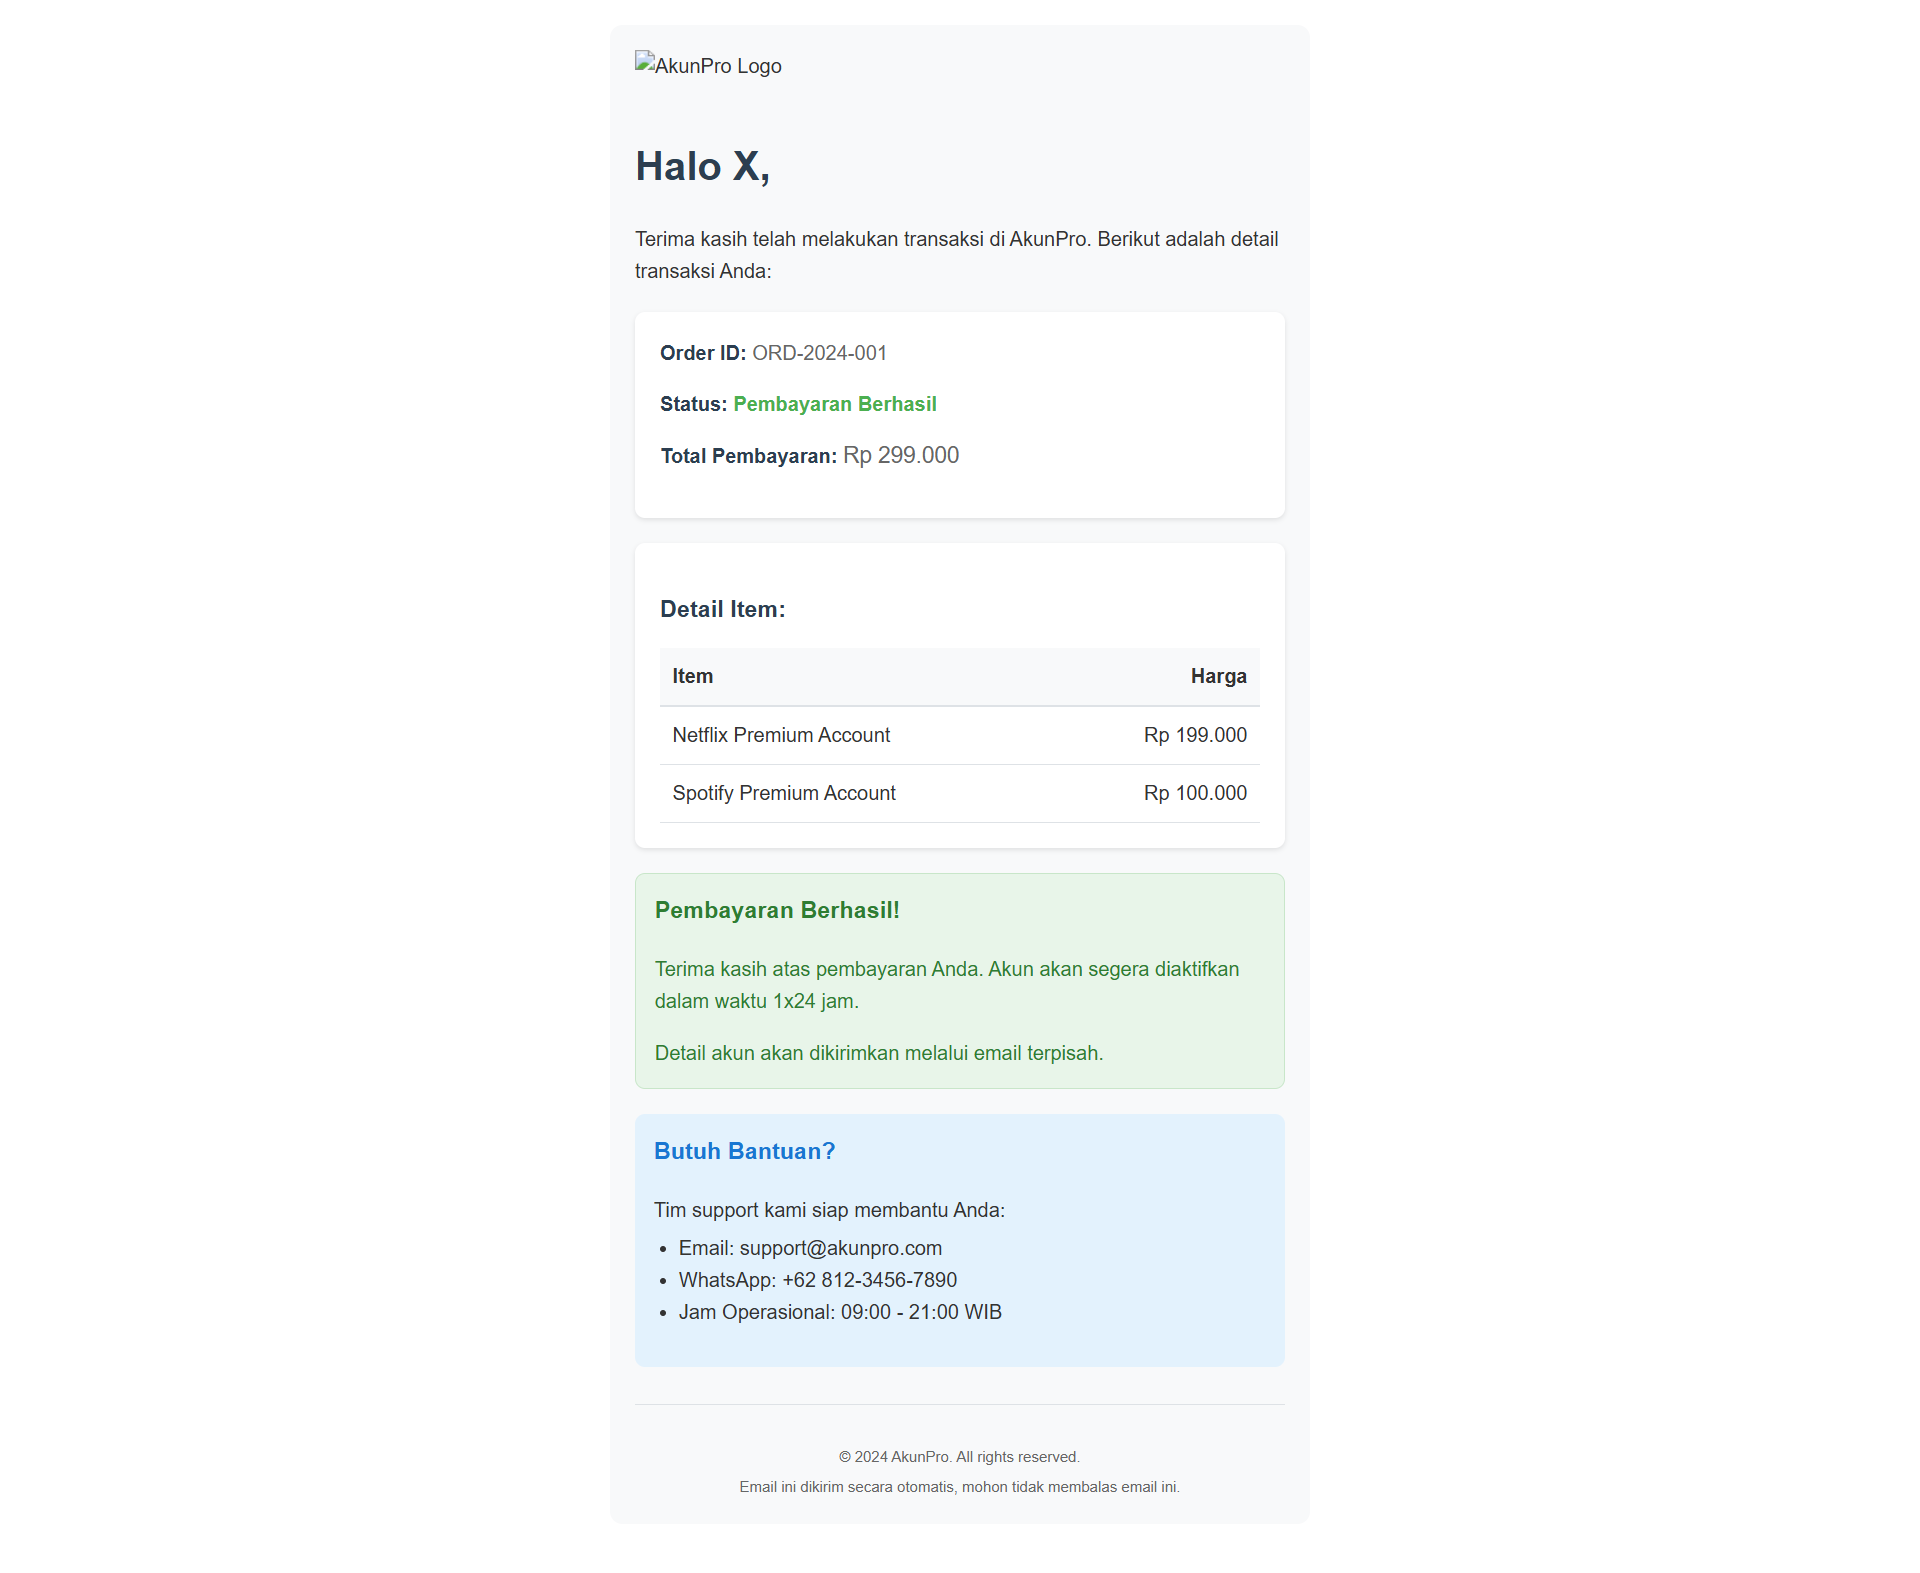 AkunPro Logo
Halo X,
Terima kasih telah melakukan transaksi di AkunPro. Berikut adalah detail
transaksi Anda:
Order ID: ORD-2024-001
Status: Pembayaran Berhasil
Total Pembayaran: Rp 299.000
Detail Item:
Item Harga
Netflix Premium Account Rp 199.000
Spotify Premium Account Rp 100.000
Pembayaran Berhasil!
Terima kasih atas pembayaran Anda. Akun akan segera diaktifkan
dalam waktu 1x24 jam.
Detail akun akan dikirimkan melalui email terpisah.
Butuh Bantuan?
Tim support kami siap membantu Anda:
• Email: support@akunpro.com
• WhatsApp: +62 812-3456-7890
• Jam Operasional: 09:00 - 21:00 WIB
© 2024 AkunPro. All rights reserved.
Email ini dikirim secara otomatis, mohon tidak membalas email ini.